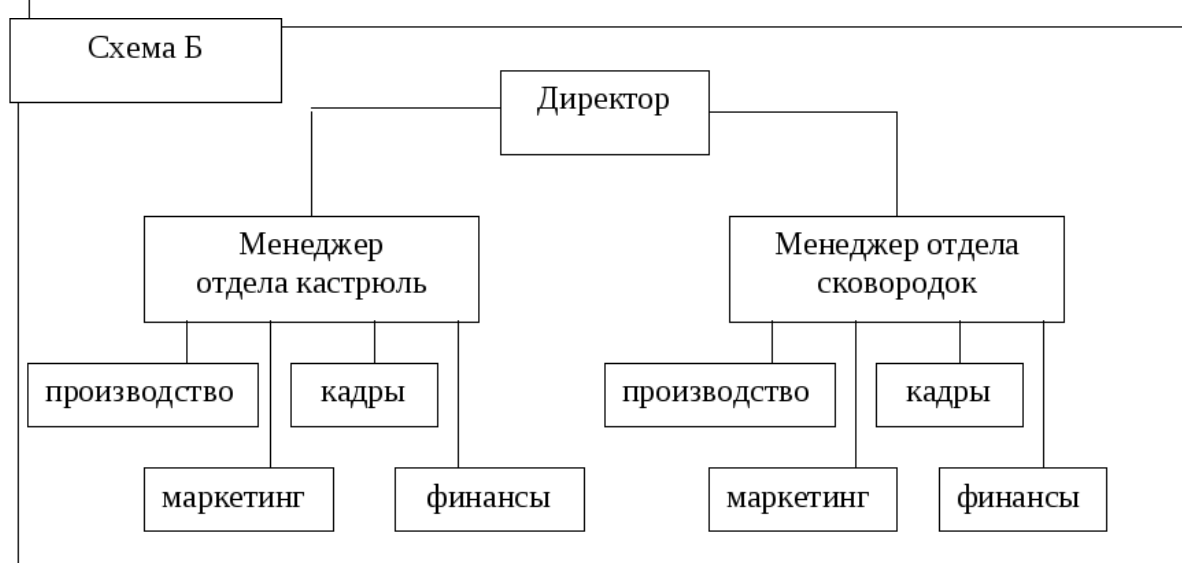 Схема Б
Директор
Менеджер
отдела кастрюль
Менеджер отдела
сковородок
производство
кадры
производство
кадры
маркетинг
финансы
маркетинг
финансы